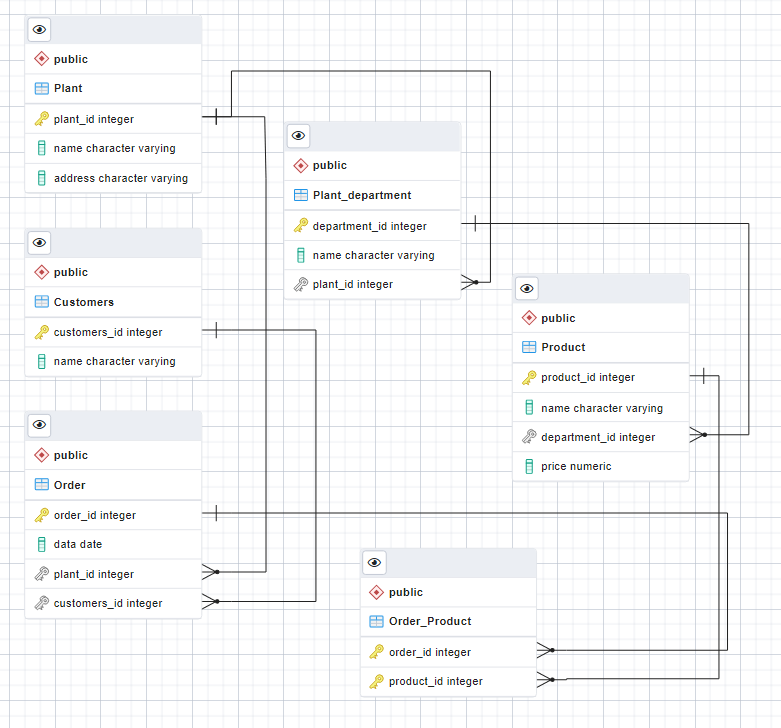 public
Plant
plant_id integer
name character varying
address character varying
public
Plant_department
department_id integer
name character varying
plant_id integer
public
Customers
customers_id integer
name character varying
public
Product
product_id integer
name character varying
department_id integer
price numeric
public
Order
order_id integer
data date
plant_id integer
customers_id integer
public
Order_Product
order_id integer
product_id integer